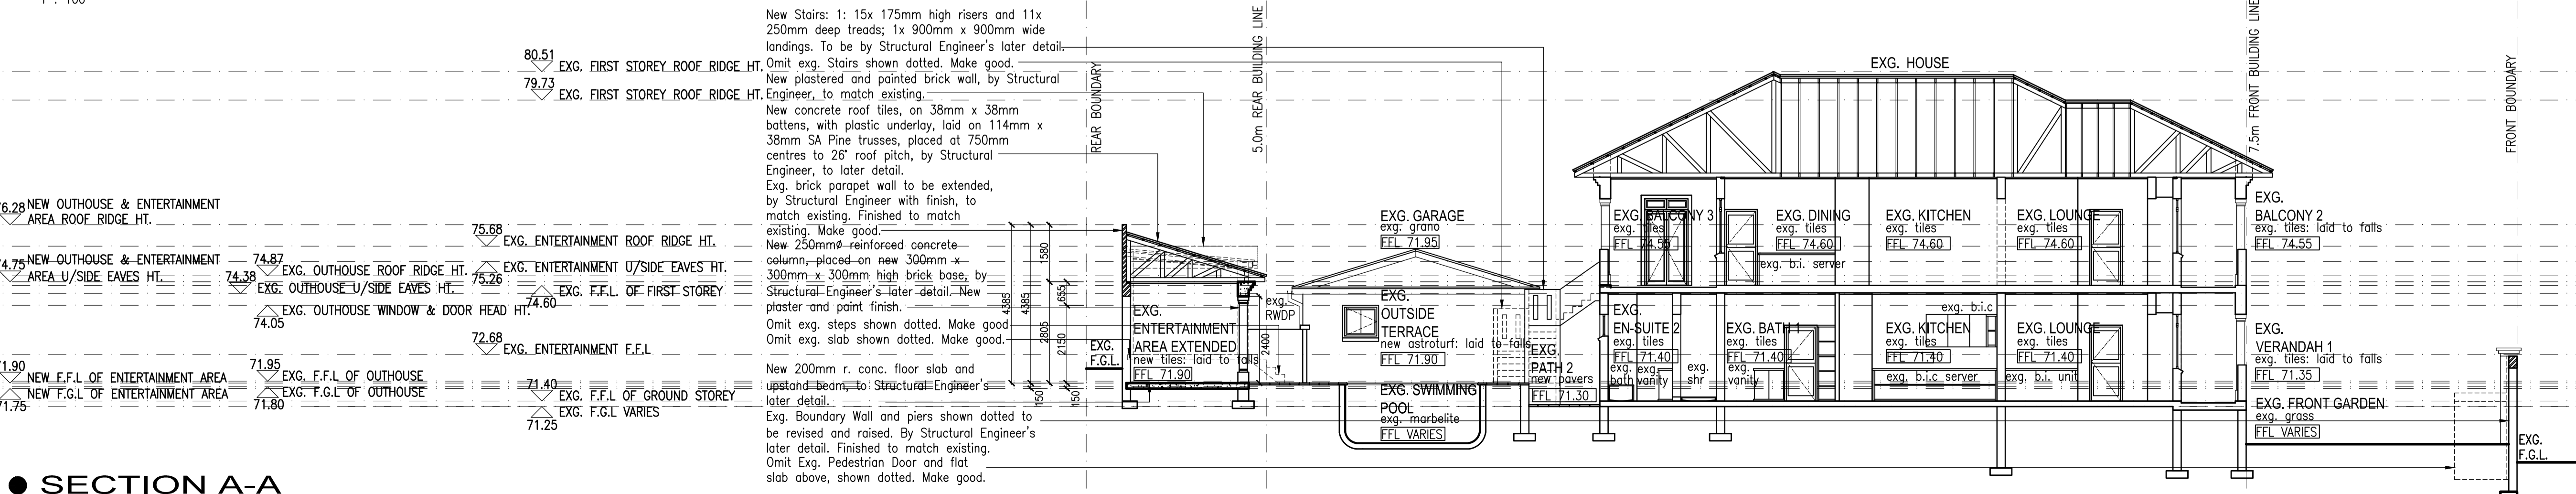 New Stairs: 1: 15x 175mm high risers and 11x
250mm deep treads; 1x 900mm x 900mm wide
landings. To be by Structural Engineer's later detail.
Omit exg. Stairs shown dotted. Make good.
New plastered and painted brick wall, by Structural
Engineer, to match existing.
New concrete roof tiles, on 38mm x 38mm
battens, with plastic underlay, laid on 114mm x
38mm SA Pine trusses, placed at 750mm
centres to 26° roof pitch, by Structural
Engineer, to later detail.
Exg. brick parapet wall to be extended,
by Structural Engineer with finish, to
match existing. Finished to match
existing. Make good.
New 250mmø reinforced concrete
column, placed on new 300mm x
300mm x 300mm high brick base, by
Structural Engineer's later detail. New
plaster and paint finish.
Omit exg. steps shown dotted. Make good
Omit exg. slab shown dotted. Make good.
New 200mm r. conc. floor slab and
upstand beam, to Structural Engineer's
later detail.
Exg. Boundary Wall and piers shown dotted to
be revised and raised. By Structural Engineer's
later detail. Finished to match existing.
Omit Exg. Pedestrian Door and flat
slab above, shown dotted. Make good.
80.51
EXG. FIRST STOREY ROOF RIDGE HT.
79.73
EXG. FIRST STOREY ROOF RIDGE HT.
76.28 NEW OUTHOUSE & ENTERTAINMENT
AREA ROOF RIDGE HT.
75.68
EXG. ENTERTAINMENT ROOF RIDGE HT.
74.75 NEW OUTHOUSE & ENTERTAINMENT
AREA U/SIDE EAVES HT.
74.87
EXG. OUTHOUSE ROOF RIDGE HT.
74.38
EXG. OUTHOUSE U/SIDE EAVES HT.
EXG. ENTERTAINMENT U/SIDE EAVES HT.
75.26
EXG. F.F.L OF FIRST STOREY
74.60
EXG. OUTHOUSE WINDOW & DOOR HEAD HT.
74.05
72.68
EXG. ENTERTAINMENT F.F.L
71.90
NEW F.F.L OF ENTERTAINMENT AREA
NEW F.G.L OF ENTERTAINMENT AREA
71.75
71.95
EXG. F.F.L OF OUTHOUSE
EXG. F.G.L OF OUTHOUSE
71.80
71.40
EXG. F.F.L OF GROUND STOREY
EXG. F.G.L VARIES
71.25
SECTION A-A
REAR BOUNDARY
5.0m REAR BUILDING LINE
4385
4385
1580
2805
655
2150
150
150
2400
EXG.
F.G.L.
EXG.
ENTERTAINMENT
AREA EXTENDED
new tiles: laid to falls
FFL 71.90
exg.
RWDP
EXG. GARAGE
exg. grano
FFL 71.95
EXG.
OUTSIDE
TERRACE
new astroturf: laid to falls
FFL 71.90
EXG. SWIMMING
POOL
exg. marbelite
FFL VARIES
EXG.
PATH 2
new pavers
FFL 71.30
EXG. HOUSE
EXG. BALCONY 3
exg. tiles
FFL 74.55
EXG. DINING
exg. tiles
FFL 74.60
exg. b.i. server
EXG. KITCHEN
exg. tiles
FFL 74.60
EXG. LOUNGE
exg. tiles
FFL 74.60
EXG.
BALCONY 2
exg. tiles: laid to falls
FFL 74.55
EXG.
EN-SUITE 2
exg. tiles
FFL 71.40
exg.
bath
exg.
vanity
exg.
shr
EXG. BATH 1
exg. tiles
FFL 71.40
exg.
vanity
exg. b.i.c
EXG. KITCHEN
exg. tiles
FFL 71.40
exg. b.i.c server
EXG. LOUNGE
exg. tiles
FFL 71.40
exg. b.i. unit
EXG.
VERANDAH 1
exg. tiles: laid to falls
FFL 71.35
EXG. FRONT GARDEN
exg. grass
FFL VARIES
7.5m FRONT BUILDING LINE
FRONT BOUNDARY
EXG.
F.G.L.